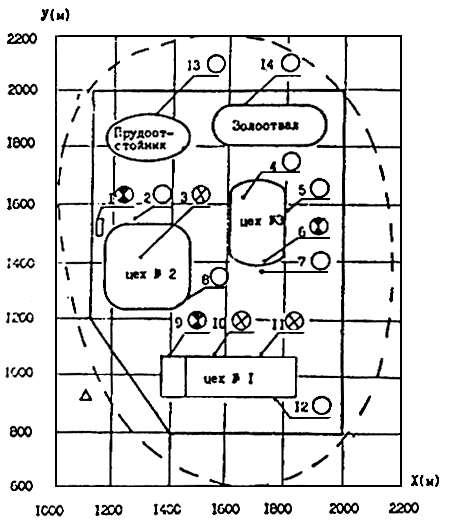 У(м)
2200
2000
1800
1600
1400
1200
1000
800
600
13
14
Прудоот-
стойник
Золоотвал
4
1 2 3
5
цех №3
6
7
цех № 2
8
9 10 11
цех № 1
12
1000 1200 1400 1600 1800 2000 2200
X(м)